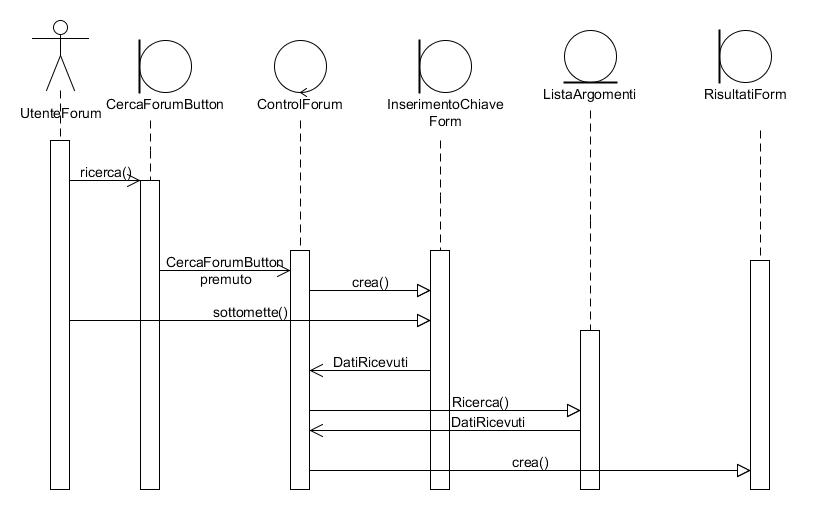 UtenteForum
CercaForumButton
ControlForum
InserimentoChiave
Form
ListaArgomenti
RisultatiForm
ricerca()
CercaForumButton
premuto
crea()
sottomette()
DatiRicevuti
Ricerca()
DatiRicevuti
crea()